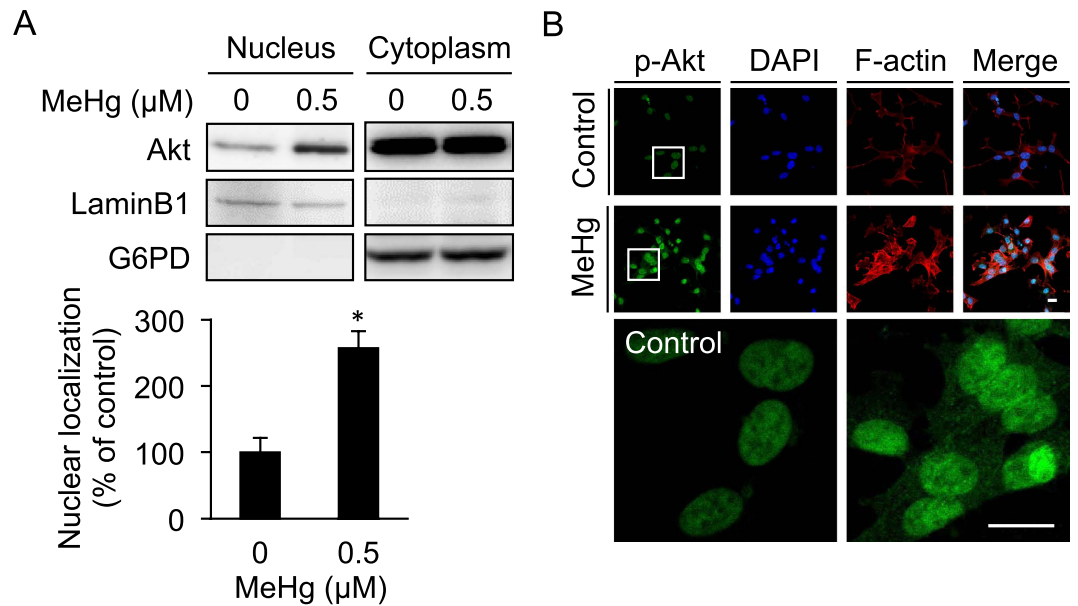 A
Nucleus Cytoplasm
MeHg (µM) 0 0.5 0 0.5
Akt
LaminB1
G6PD
300
200
100
0
Nuclear localization
(% of control)
*
0 0.5
MeHg (µM)
B
p-Akt DAPI F-actin Merge
Control
MeHg
Control